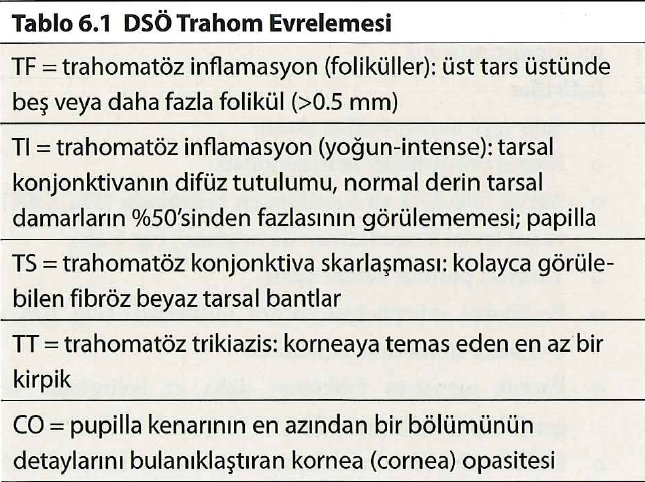 Tablo 6.1 DSÖ Trahom Evrelemesi
TF = trahomatöz inflamasyon (foliküller): üst tars üstünde
beş veya daha fazla folikül (>0.5 mm)
TI = trahomatöz inflamasyon (yoğun-intense): tarsal
konjonktivanın difüz tutulumu, normal derin tarsal
damarların %50'sinden fazlasının görülememesi; papilla
TS = trahomatöz konjonktiva skarlaşması: kolayca görüle-
bilen fibröz beyaz tarsal bantlar
TT = trahomatöz trikiazis: korneaya temas eden en az bir
kirpik
CO = pupilla kenarının en azından bir bölümünün
detaylarını bulanıklaştıran kornea (cornea) opasitesi